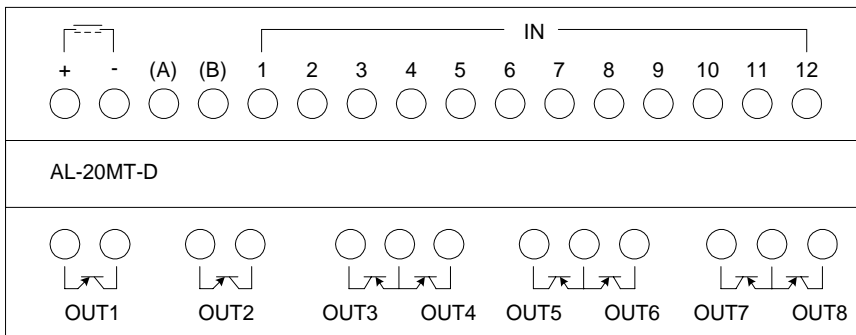 IN
+ - (A) (B) 1 2 3 4 5 6 7 8 9 10 11 12
AL-20MT-D
OUT1 OUT2 OUT3 OUT4 OUT5 OUT6 OUT7 OUT8